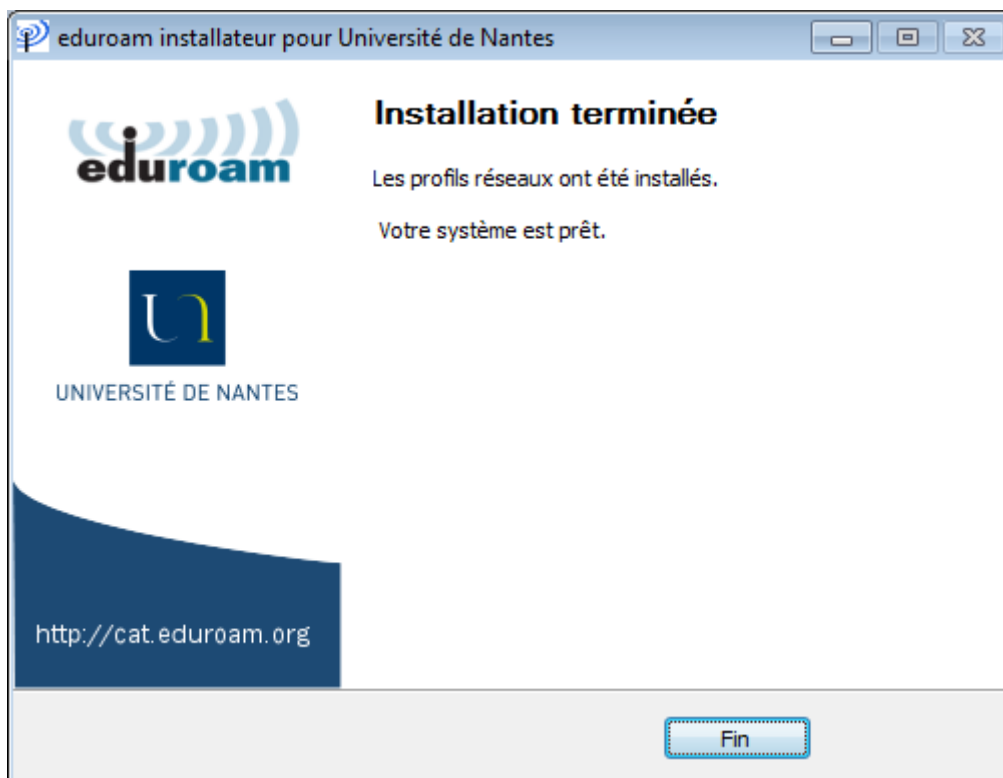 eduroam installateur pour Université de Nantes
eduroam
Installation terminée
Les profils réseaux ont été installés.
Votre système est prêt.
UNIVERSITÉ DE NANTES
http://cat.eduroam.org
Fin